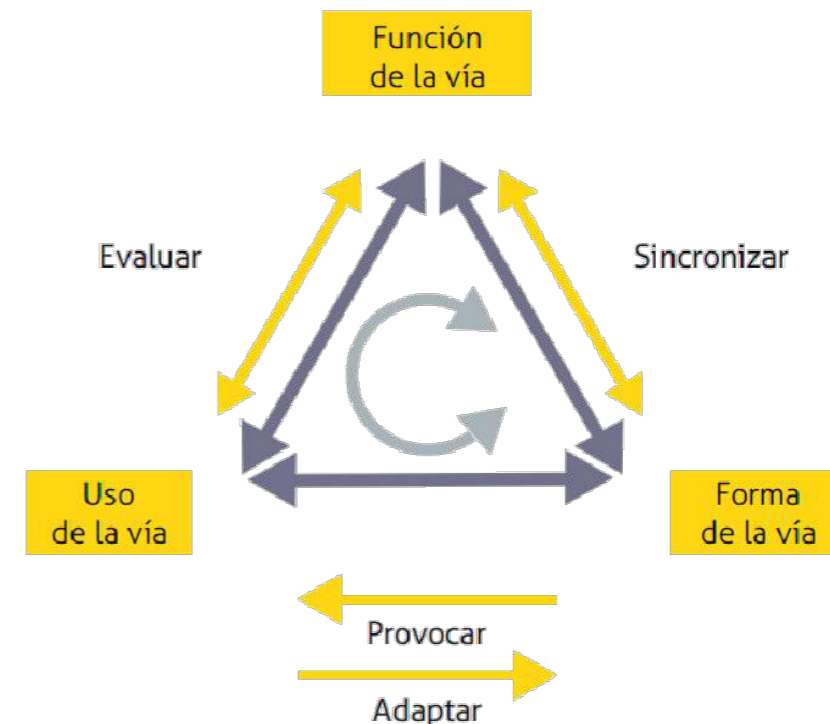 Función
de la vía
Evaluar
Sincronizar
Uso
de la vía
Forma
de la vía
Provocar
Adaptar